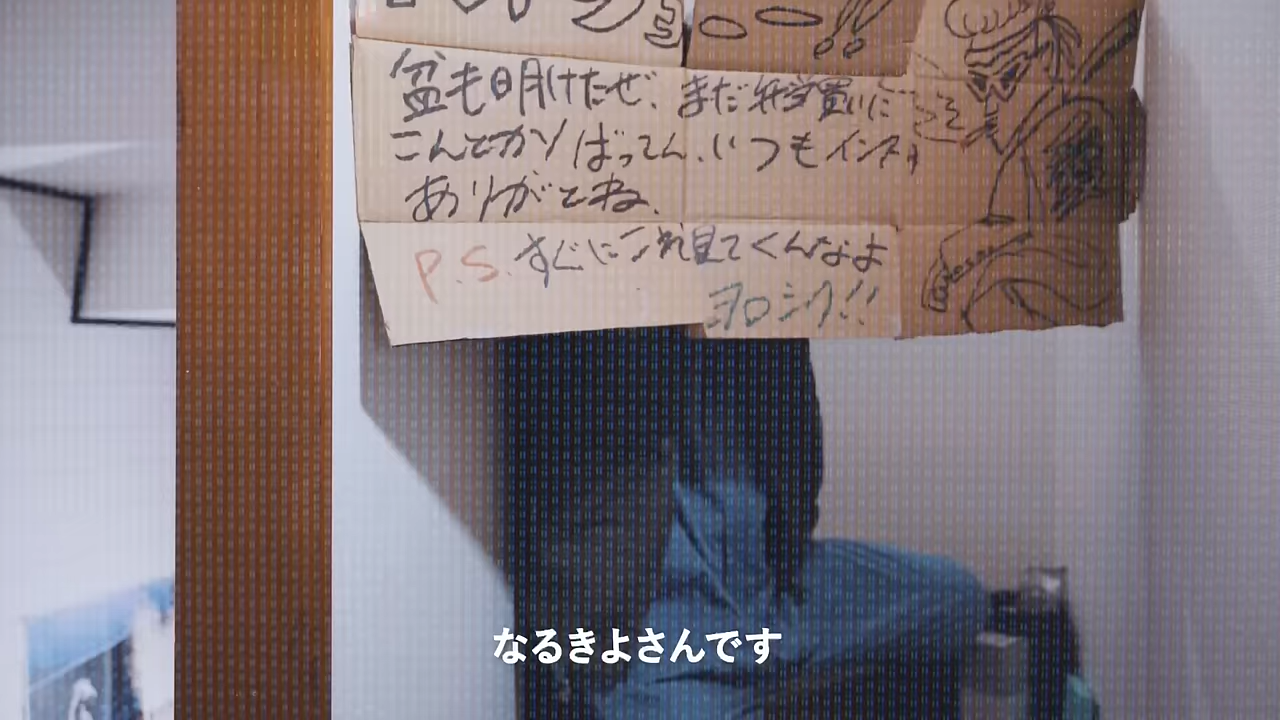 盆も明けたぜ、まだ弁当買いに
こんでカンばってん、いつもインスタ
ありがとね、
P.S.すぐにこれ見てくんなよ
ヨロシク!!
なるきよさんです